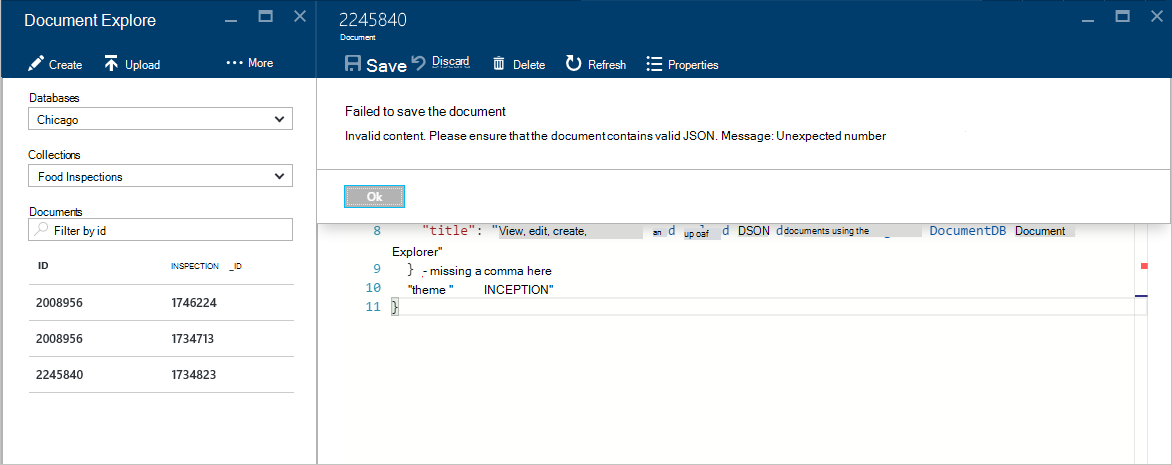 Document Explore
Create
Upload
••• More
Databases
Chicago
Collections
Food Inspections
Documents
Filter by id
ID
INSPECTION _ID
2008956 1746224
2008956 1734713
2245840 1734823
2245840
Document
Save
Discard
Delete
Refresh
Properties
Failed to save the document
Invalid content. Please ensure that the document contains valid JSON. Message: Unexpected number
Ok
8 "title": "View, edit, create, an d up oaf d DSON ddocuments using the DocumentDB Document
Explorer"
9 } - missing a comma here
10 "theme " INCEPTION"
11 }